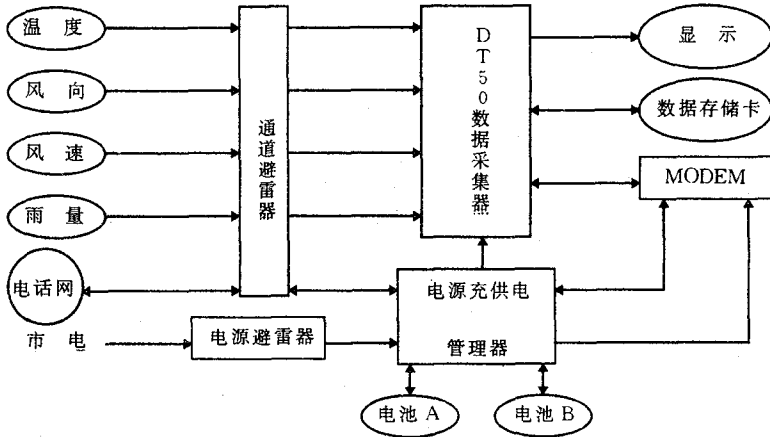 温度
风向
风速
雨量
电话网
市电
通道避雷器
电源避雷器
DT50数据采集器
电源充供电
管理器
电池A
电池B
显示
数据存储卡
MODEM